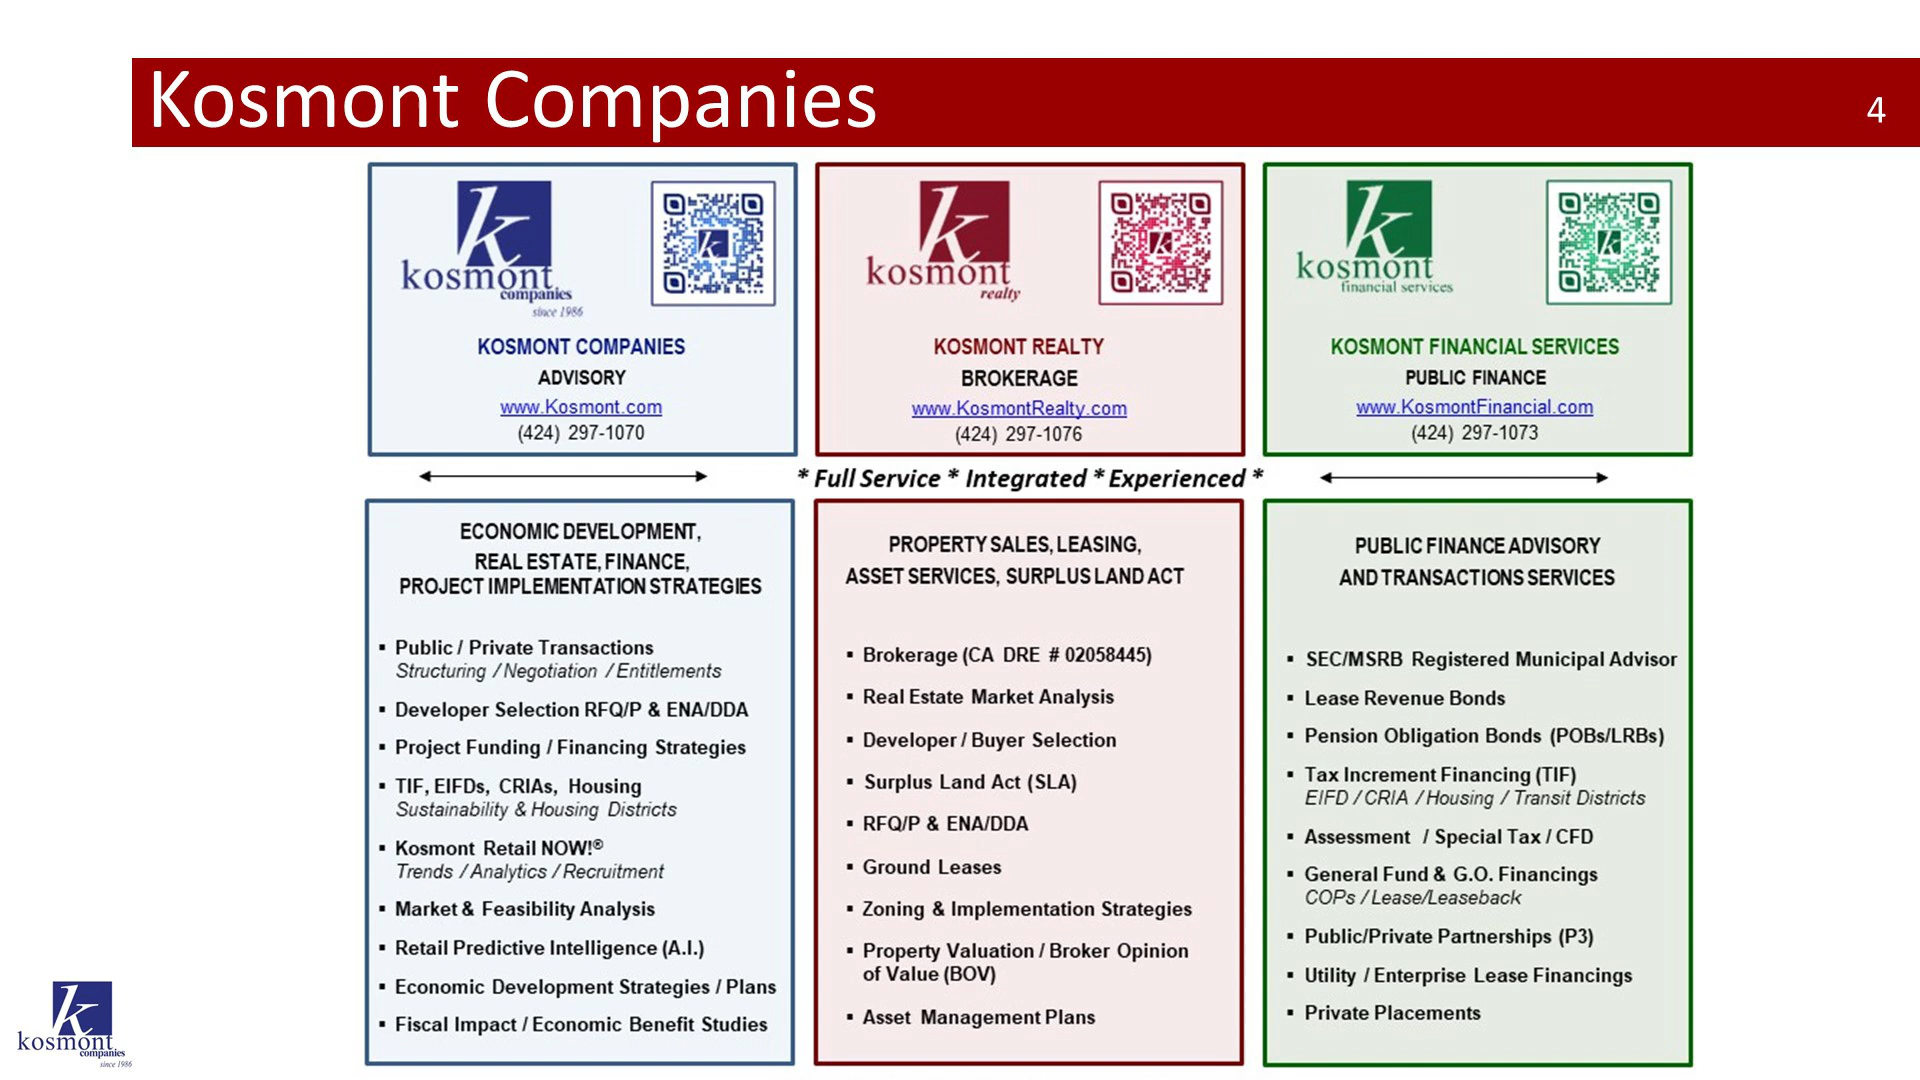 Kosmont Companies
4
k
kosmont
companies
since 1986
k
KOSMONT COMPANIES
ADVISORY
www.Kosmont.com
(424) 297-1070
k
kosmont
realty
k
KOSMONT REALTY
BROKERAGE
www.KosmontRealty.com
(424) 297-1076
k
kosmont
financial services
k
KOSMONT FINANCIAL SERVICES
PUBLIC FINANCE
www.KosmontFinancial.com
(424) 297-1073
* Full Service * Integrated * Experienced *
ECONOMIC DEVELOPMENT,
REAL ESTATE, FINANCE,
PROJECT IMPLEMENTATION STRATEGIES
▪ Public / Private Transactions
Structuring / Negotiation / Entitlements
▪ Developer Selection RFQ/P & ENA/DDA
▪ Project Funding / Financing Strategies
▪ TIF, EIFDs, CRIAs, Housing
Sustainability & Housing Districts
▪ Kosmont Retail NOW!®
Trends / Analytics / Recruitment
▪ Market & Feasibility Analysis
▪ Retail Predictive Intelligence (A.I.)
▪ Economic Development Strategies / Plans
▪ Fiscal Impact / Economic Benefit Studies
PROPERTY SALES, LEASING,
ASSET SERVICES, SURPLUS LAND ACT
▪ Brokerage (CA DRE # 02058445)
▪ Real Estate Market Analysis
▪ Developer / Buyer Selection
▪ Surplus Land Act (SLA)
▪ RFQ/P & ENA/DDA
▪ Ground Leases
▪ Zoning & Implementation Strategies
▪ Property Valuation / Broker Opinion
of Value (BOV)
▪ Asset Management Plans
PUBLIC FINANCE ADVISORY
AND TRANSACTIONS SERVICES
▪ SEC/MSRB Registered Municipal Advisor
▪ Lease Revenue Bonds
▪ Pension Obligation Bonds (POBs/LRBs)
▪ Tax Increment Financing (TIF)
EIFD / CRIA / Housing / Transit Districts
▪ Assessment / Special Tax / CFD
▪ General Fund & G.O. Financings
COPs / Lease/Leaseback
▪ Public/Private Partnerships (P3)
▪ Utility / Enterprise Lease Financings
▪ Private Placements
k
kosmont
companies
since 1986